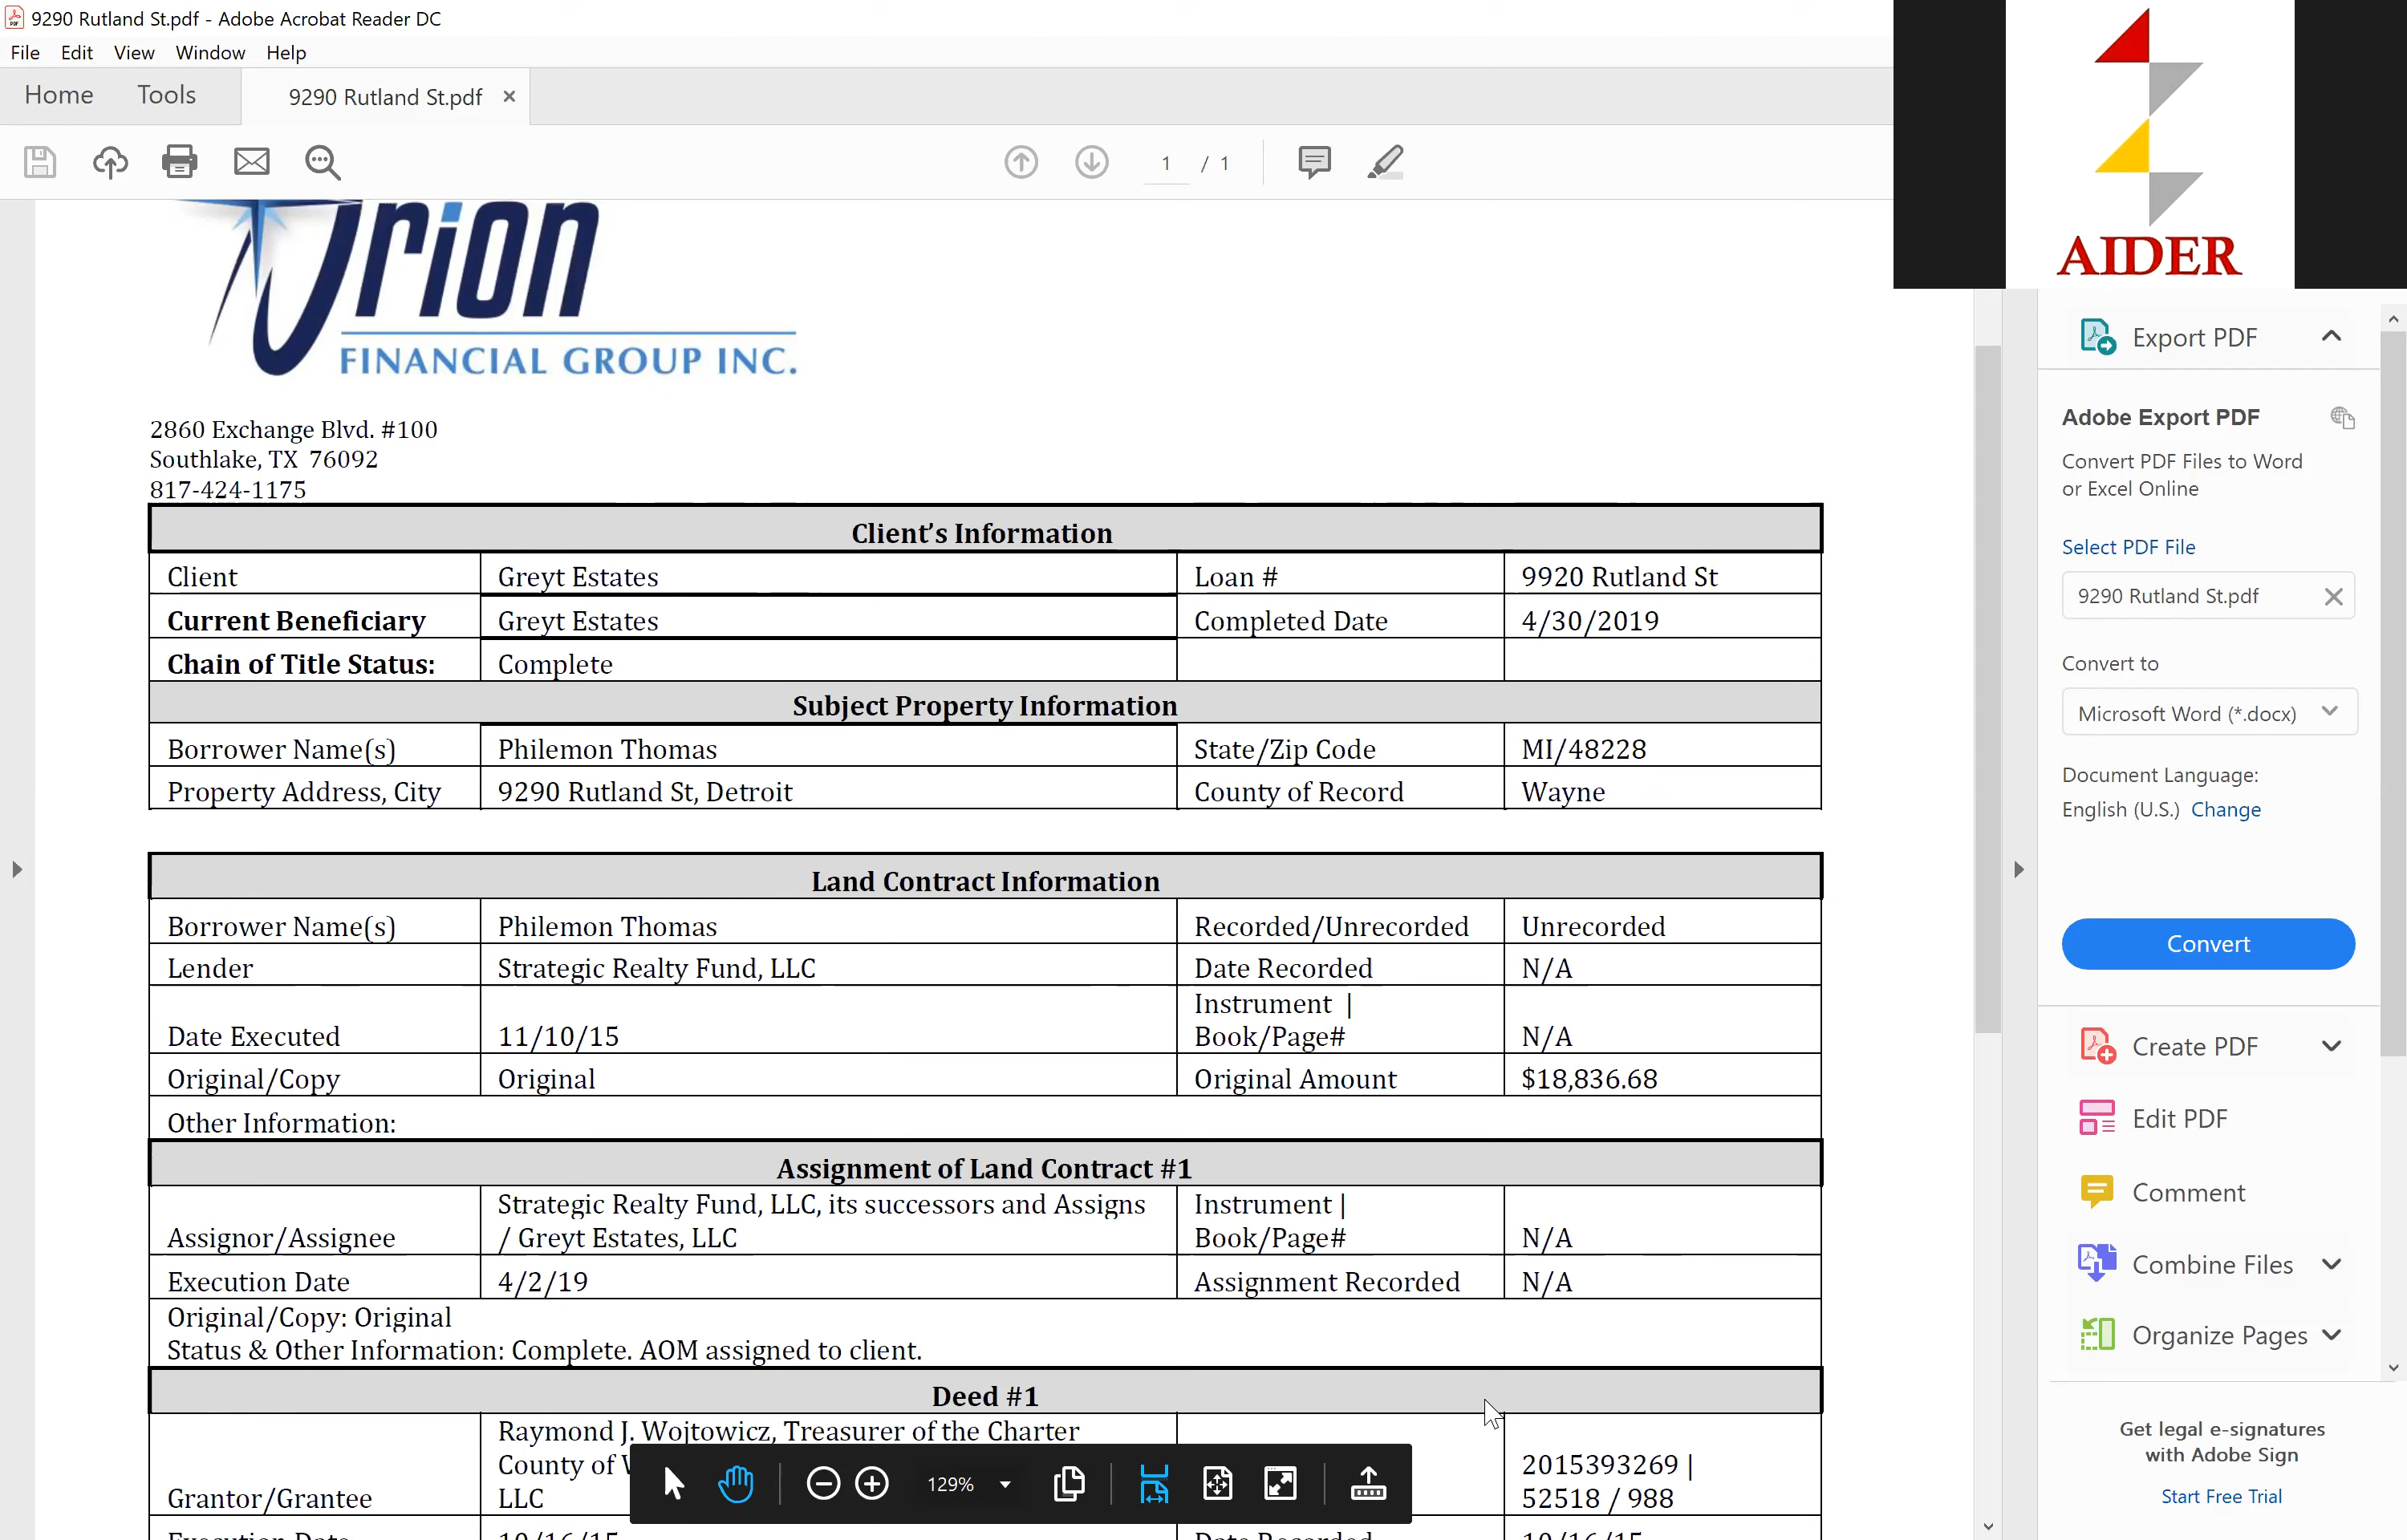 9290 Rutland St.pdf - Adobe Acrobat Reader DC
File Edit View Window Help
Home Tools 9290 Rutland St.pdf ×
1 / 1
AIDER
Orion
FINANCIAL GROUP INC.
2860 Exchange Blvd. #100
Southlake, TX 76092
817-424-1175
Client's Information
Client Greyt Estates Loan # 9920 Rutland St
Current Beneficiary Greyt Estates Completed Date 4/30/2019
Chain of Title Status: Complete
Subject Property Information
Borrower Name(s) Philemon Thomas State/Zip Code MI/48228
Property Address, City 9290 Rutland St, Detroit County of Record Wayne
Land Contract Information
Borrower Name(s) Philemon Thomas Recorded/Unrecorded Unrecorded
Lender Strategic Realty Fund, LLC Date Recorded N/A
Instrument |
Date Executed 11/10/15 Book/Page# N/A
Original/Copy Original Original Amount $18,836.68
Other Information:
Assignment of Land Contract #1
Strategic Realty Fund, LLC, its successors and Assigns Instrument |
Assignor/Assignee / Greyt Estates, LLC Book/Page# N/A
Execution Date 4/2/19 Assignment Recorded N/A
Original/Copy: Original
Status & Other Information: Complete. AOM assigned to client.
Deed #1
Raymond J. Wojtowicz, Treasurer of the Charter
County of 2015393269 |
Grantor/Grantee LLC 52518 / 988
Execution Date 10/16/15 Date Recorded 10/16/15
129%
Export PDF
Adobe Export PDF
Convert PDF Files to Word
or Excel Online
Select PDF File
9290 Rutland St.pdf
Convert to
Microsoft Word (*.docx)
Document Language:
English (U.S.) Change
Convert
Create PDF
Edit PDF
Comment
Combine Files
Organize Pages
Get legal e-signatures
with Adobe Sign
Start Free Trial